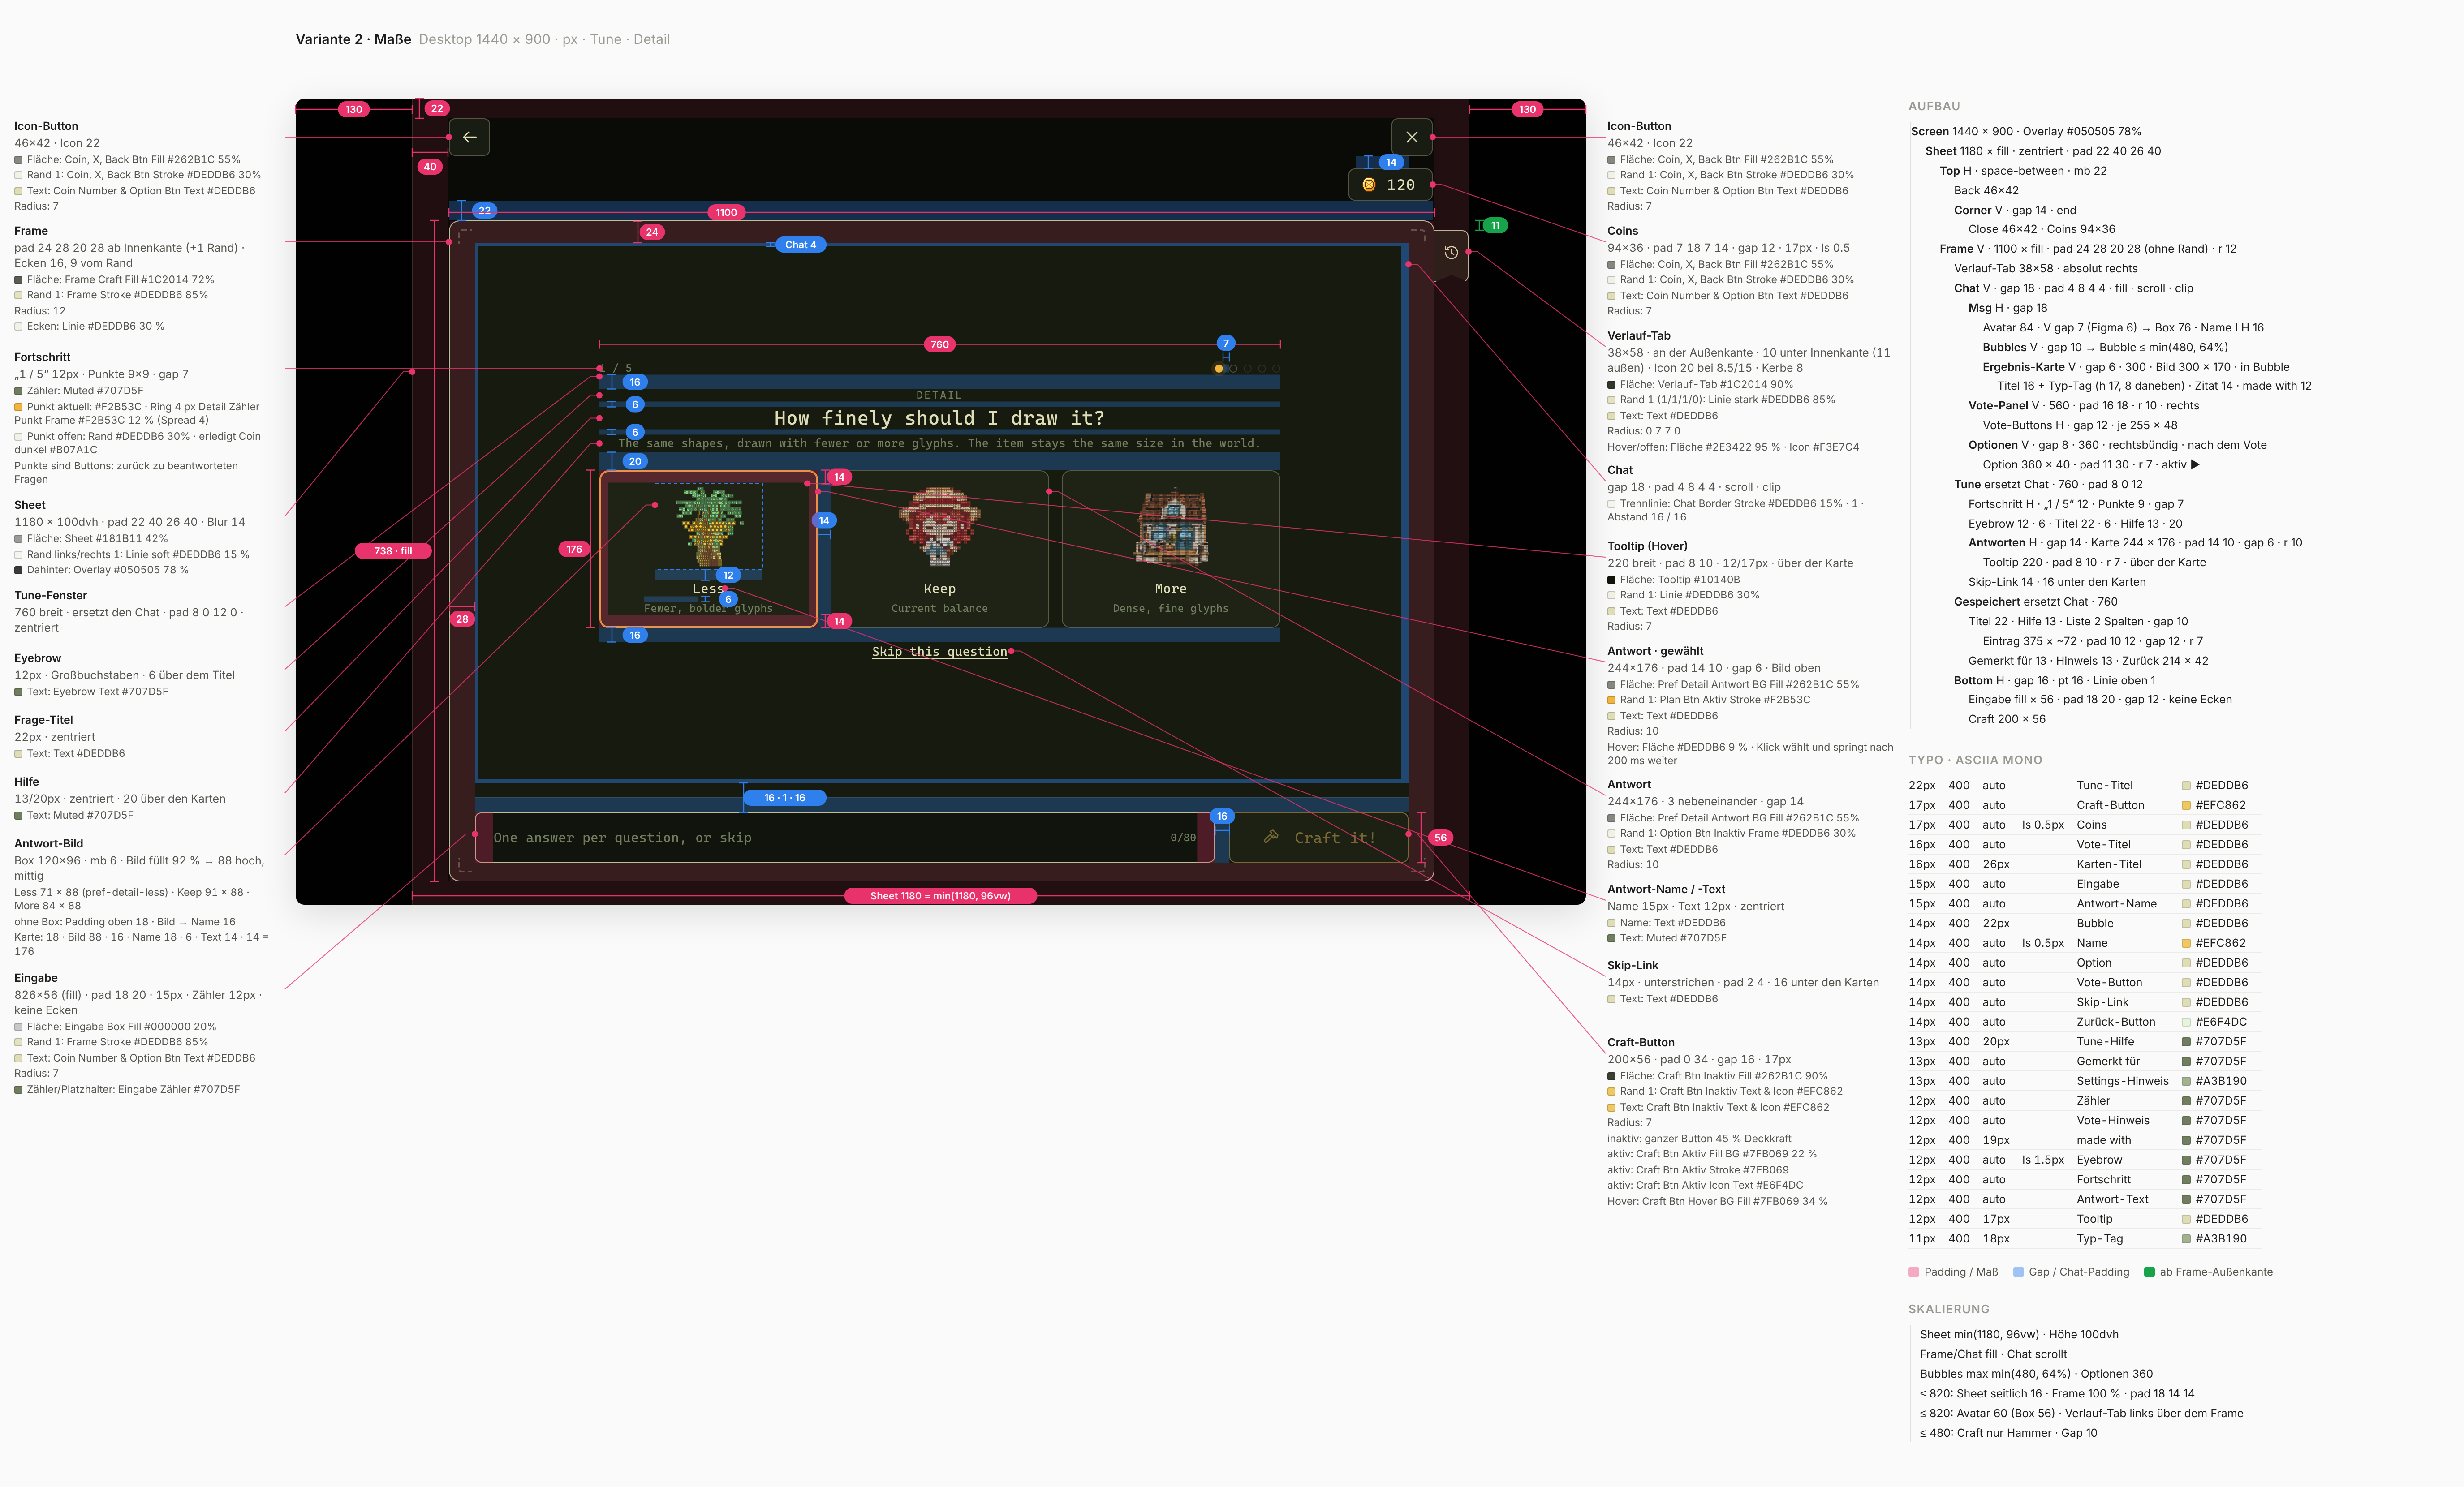 Variante 2 · Maße Desktop 1440 × 900 · px · Tune · Detail
Icon-Button
46×42 · Icon 22
Fläche: Coin, X, Back Btn Fill #262B1C 55%
Rand 1: Coin, X, Back Btn Stroke #DEDDB6 30%
Text: Coin Number & Option Btn Text #DEDDB6
Radius: 7
Frame
pad 24 28 20 28 ab Innenkante (+1 Rand) ·
Ecken 16, 9 vom Rand
Fläche: Frame Craft Fill #1C2014 72%
Rand 1: Frame Stroke #DEDDB6 85%
Radius: 12
Ecken: Linie #DEDDB6 30 %
Fortschritt
„1 / 5“ 12px · Punkte 9×9 · gap 7
Zähler: Muted #707D5F
Punkt aktuell: #F2B53C · Ring 4 px Detail Zähler
Punkt Frame #F2B53C 12 % (Spread 4)
Punkt offen: Rand #DEDDB6 30% · erledigt Coin
dunkel #B07A1C
Punkte sind Buttons: zurück zu beantworteten
Fragen
Sheet
1180 × 100dvh · pad 22 40 26 40 · Blur 14
Fläche: Sheet #181B11 42%
Rand links/rechts 1: Linie soft #DEDDB6 15 %
Dahinter: Overlay #050505 78 %
Tune-Fenster
760 breit · ersetzt den Chat · pad 8 0 12 0 ·
zentriert
Eyebrow
12px · Großbuchstaben · 6 über dem Titel
Text: Eyebrow Text #707D5F
Frage-Titel
22px · zentriert
Text: Text #DEDDB6
Hilfe
13/20px · zentriert · 20 über den Karten
Text: Muted #707D5F
Antwort-Bild
Box 120×96 · mb 6 · Bild füllt 92 % → 88 hoch,
mittig
Less 71 × 88 (pref-detail-less) · Keep 91 × 88 ·
More 84 × 88
ohne Box: Padding oben 18 · Bild → Name 16
Karte: 18 · Bild 88 · 16 · Name 18 · 6 · Text 14 · 14 =
176
Eingabe
826×56 (fill) · pad 18 20 · 15px · Zähler 12px ·
keine Ecken
Fläche: Eingabe Box Fill #000000 20%
Rand 1: Frame Stroke #DEDDB6 85%
Text: Coin Number & Option Btn Text #DEDDB6
Radius: 7
Zähler/Platzhalter: Eingabe Zähler #707D5F
130
22
130
40
14
120
22
1100
11
24
Chat 4
760
7
1 / 5
16
DETAIL
6
How finely should I draw it?
6
The same shapes, drawn with fewer or more glyphs. The item stays the same size in the world.
20
14
14
176
738 · fill
12
Less
Keep
More
6
Fewer, bolder glyphs
Current balance
Dense, fine glyphs
28
14
16
Skip this question
16 · 1 · 16
16
One answer per question, or skip
0/80
Craft it!
56
Sheet 1180 = min(1180, 96vw)
Icon-Button
46×42 · Icon 22
Fläche: Coin, X, Back Btn Fill #262B1C 55%
Rand 1: Coin, X, Back Btn Stroke #DEDDB6 30%
Text: Coin Number & Option Btn Text #DEDDB6
Radius: 7
Coins
94×36 · pad 7 18 7 14 · gap 12 · 17px · ls 0.5
Fläche: Coin, X, Back Btn Fill #262B1C 55%
Rand 1: Coin, X, Back Btn Stroke #DEDDB6 30%
Text: Coin Number & Option Btn Text #DEDDB6
Radius: 7
Verlauf-Tab
38×58 · an der Außenkante · 10 unter Innenkante (11
außen) · Icon 20 bei 8.5/15 · Kerbe 8
Fläche: Verlauf-Tab #1C2014 90%
Rand 1 (1/1/1/0): Linie stark #DEDDB6 85%
Text: Text #DEDDB6
Radius: 0 7 7 0
Hover/offen: Fläche #2E3422 95 % · Icon #F3E7C4
Chat
gap 18 · pad 4 8 4 4 · scroll · clip
Trennlinie: Chat Border Stroke #DEDDB6 15% · 1 ·
Abstand 16 / 16
Tooltip (Hover)
220 breit · pad 8 10 · 12/17px · über der Karte
Fläche: Tooltip #10140B
Rand 1: Linie #DEDDB6 30%
Text: Text #DEDDB6
Radius: 7
Antwort · gewählt
244×176 · pad 14 10 · gap 6 · Bild oben
Fläche: Pref Detail Antwort BG Fill #262B1C 55%
Rand 1: Plan Btn Aktiv Stroke #F2B53C
Text: Text #DEDDB6
Radius: 10
Hover: Fläche #DEDDB6 9 % · Klick wählt und springt nach
200 ms weiter
Antwort
244×176 · 3 nebeneinander · gap 14
Fläche: Pref Detail Antwort BG Fill #262B1C 55%
Rand 1: Option Btn Inaktiv Frame #DEDDB6 30%
Text: Text #DEDDB6
Radius: 10
Antwort-Name / -Text
Name 15px · Text 12px · zentriert
Name: Text #DEDDB6
Text: Muted #707D5F
Skip-Link
14px · unterstrichen · pad 2 4 · 16 unter den Karten
Text: Text #DEDDB6
Craft-Button
200×56 · pad 0 34 · gap 16 · 17px
Fläche: Craft Btn Inaktiv Fill #262B1C 90%
Rand 1: Craft Btn Inaktiv Text & Icon #EFC862
Text: Craft Btn Inaktiv Text & Icon #EFC862
Radius: 7
inaktiv: ganzer Button 45 % Deckkraft
aktiv: Craft Btn Aktiv Fill BG #7FB069 22 %
aktiv: Craft Btn Aktiv Stroke #7FB069
aktiv: Craft Btn Aktiv Icon Text #E6F4DC
Hover: Craft Btn Hover BG Fill #7FB069 34 %
AUFBAU
Screen 1440 × 900 · Overlay #050505 78%
Sheet 1180 × fill · zentriert · pad 22 40 26 40
Top H · space-between · mb 22
Back 46×42
Corner V · gap 14 · end
Close 46×42 · Coins 94×36
Frame V · 1100 × fill · pad 24 28 20 28 (ohne Rand) · r 12
Verlauf-Tab 38×58 · absolut rechts
Chat V · gap 18 · pad 4 8 4 4 · fill · scroll · clip
Msg H · gap 18
Avatar 84 · V gap 7 (Figma 6) → Box 76 · Name LH 16
Bubbles V · gap 10 → Bubble ≤ min(480, 64%)
Ergebnis-Karte V · gap 6 · 300 · Bild 300 × 170 · in Bubble
Titel 16 + Typ-Tag (h 17, 8 daneben) · Zitat 14 · made with 12
Vote-Panel V · 560 · pad 16 18 · r 10 · rechts
Vote-Buttons H · gap 12 · je 255 × 48
Optionen V · gap 8 · 360 · rechtsbündig · nach dem Vote
Option 360 × 40 · pad 11 30 · r 7 · aktiv ▶
Tune ersetzt Chat · 760 · pad 8 0 12
Fortschritt H · „1 / 5“ 12 · Punkte 9 · gap 7
Eyebrow 12 · 6 · Titel 22 · 6 · Hilfe 13 · 20
Antworten H · gap 14 · Karte 244 × 176 · pad 14 10 · gap 6 · r 10
Tooltip 220 · pad 8 10 · r 7 · über der Karte
Skip-Link 14 · 16 unter den Karten
Gespeichert ersetzt Chat · 760
Titel 22 · Hilfe 13 · Liste 2 Spalten · gap 10
Eintrag 375 × ~72 · pad 10 12 · gap 12 · r 7
Gemerkt für 13 · Hinweis 13 · Zurück 214 × 42
Bottom H · gap 16 · pt 16 · Linie oben 1
Eingabe fill × 56 · pad 18 20 · gap 12 · keine Ecken
Craft 200 × 56
TYPO · ASCIIA MONO
22px 400 auto Tune-Titel #DEDDB6
17px 400 auto Craft-Button #EFC862
17px 400 auto ls 0.5px Coins #DEDDB6
16px 400 auto Vote-Titel #DEDDB6
16px 400 26px Karten-Titel #DEDDB6
15px 400 auto Eingabe #DEDDB6
15px 400 auto Antwort-Name #DEDDB6
14px 400 22px Bubble #DEDDB6
14px 400 auto ls 0.5px Name #EFC862
14px 400 auto Option #DEDDB6
14px 400 auto Vote-Button #DEDDB6
14px 400 auto Skip-Link #DEDDB6
14px 400 auto Zurück-Button #E6F4DC
13px 400 20px Tune-Hilfe #707D5F
13px 400 auto Gemerkt für #707D5F
13px 400 auto Settings-Hinweis #A3B190
12px 400 auto Zähler #707D5F
12px 400 auto Vote-Hinweis #707D5F
12px 400 19px made with #707D5F
12px 400 auto ls 1.5px Eyebrow #707D5F
12px 400 auto Fortschritt #707D5F
12px 400 auto Antwort-Text #707D5F
12px 400 17px Tooltip #DEDDB6
11px 400 18px Typ-Tag #A3B190
Padding / Maß Gap / Chat-Padding ab Frame-Außenkante
SKALIERUNG
Sheet min(1180, 96vw) · Höhe 100dvh
Frame/Chat fill · Chat scrollt
Bubbles max min(480, 64%) · Optionen 360
≤ 820: Sheet seitlich 16 · Frame 100 % · pad 18 14 14
≤ 820: Avatar 60 (Box 56) · Verlauf-Tab links über dem Frame
≤ 480: Craft nur Hammer · Gap 10